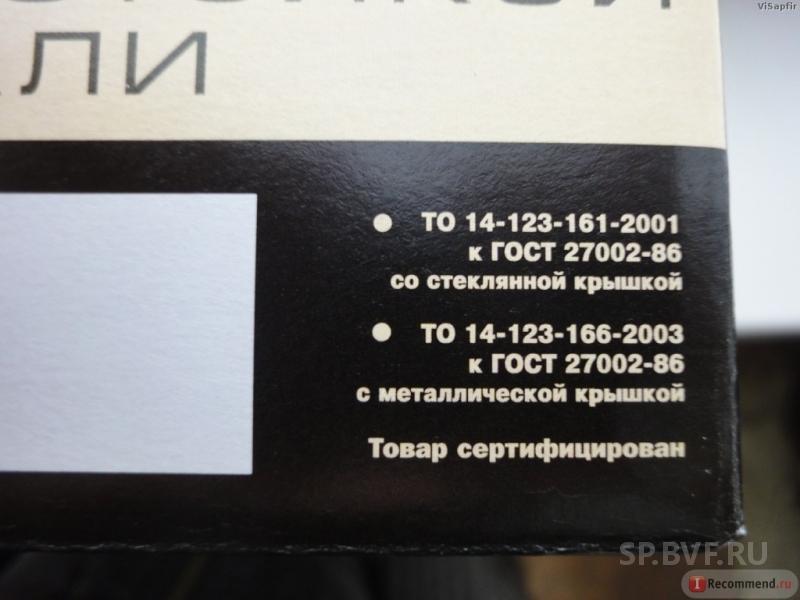 ViSapfir
ЛИ
ТО 14-123-161-2001
к ГОСТ 27002-86
со стеклянной крышкой
ТО 14-123-166-2003
к ГОСТ 27002-86
с металлической крышкой
Товар сертифицирован
SP.BVF.RU
I Recommend.ru